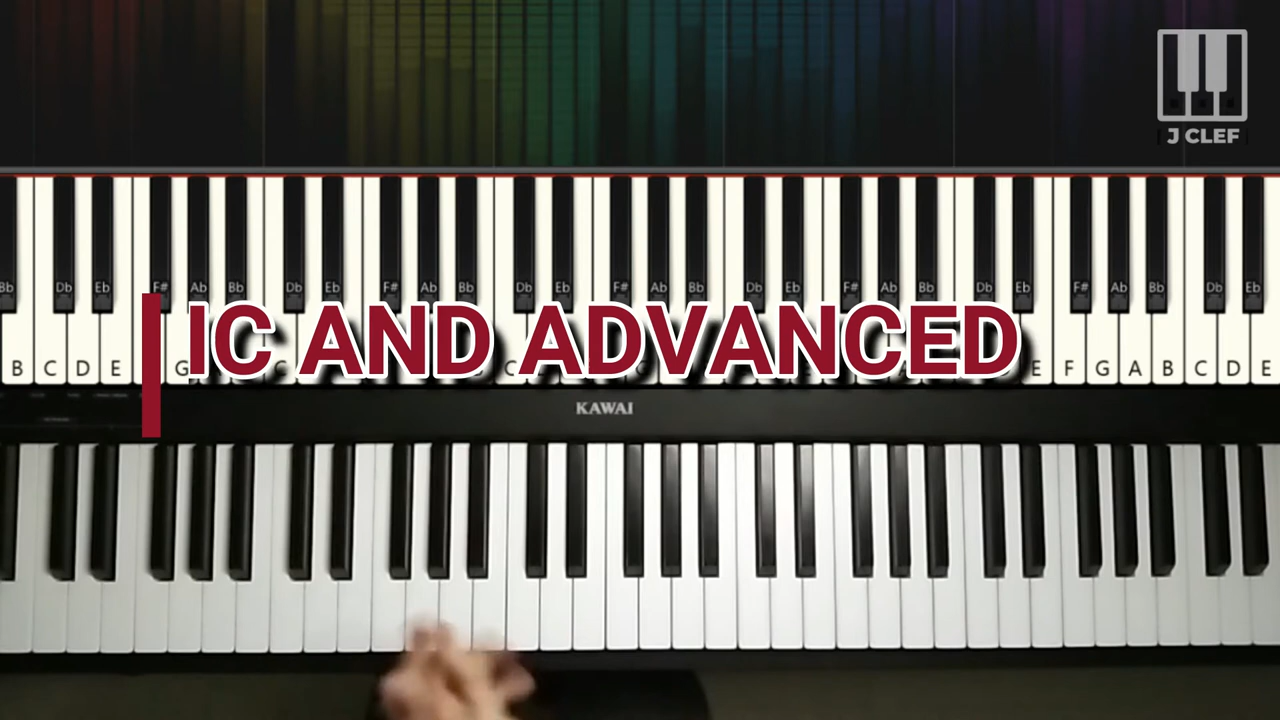 J CLEF
Bb Db Eb F# Ab Bb Db Eb F# Ab Bb Db Eb F# Ab Bb Db Eb F# Ab Bb Db Eb F# Ab Bb Db Eb
IC AND ADVANCED
B C D E G E F G A B C D E
KAWAI